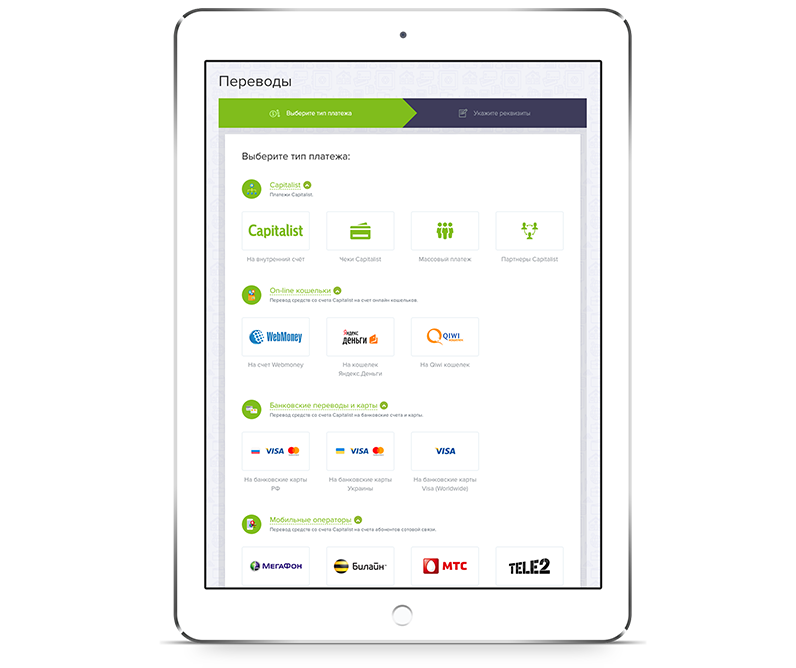 Переводы
Выберите тип платежа
Укажите реквизиты
Выберите тип платежа:
Capitalist
Платежи Capitalist.
Capitalist
На внутренний счёт
Чеки Capitalist
Массовый платеж
Партнеры Capitalist
On-line кошельки
Перевод средств со счета Capitalist на счет онлайн кошельков.
WebMoney
Яндекс
деньги
QIWI
На счет Webmoney
На кошелек
Яндекс.Деньги
На Qiwi кошелек
Банковские переводы и карты
Перевод средств со счета Capitalist на банковские счета и карты.
VISA
VISA
VISA
На банковские карты
РФ
На банковские карты
Украины
На банковские карты
Visa (Worldwide)
Мобильные операторы
Перевод средств со счета Capitalist на счета абонентов сотовой связи.
МегаФон
Билайн
МТС
TELE2